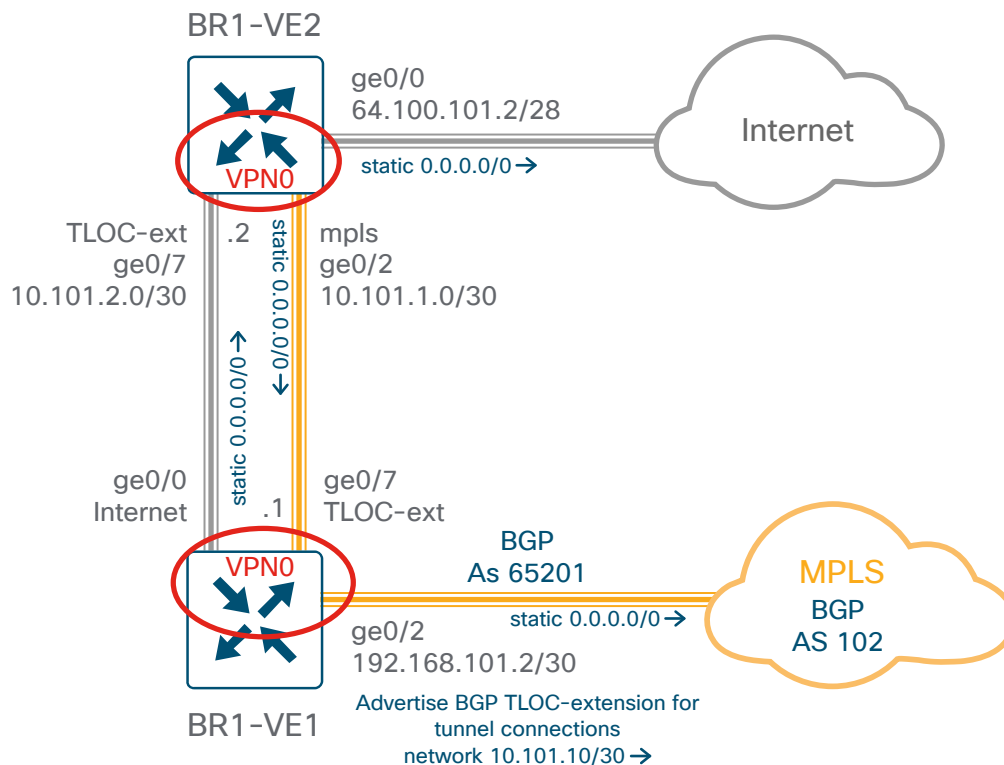 BR1-VE2
ge0/0
64.100.101.2/28
Internet
static 0.0.0.0/0→
VPN0
TLOC-ext
ge0/7
10.101.2.0/30
.2
static 0.0.0.0/0→
mpls
ge0/2
10.101.1.0/30
static 0.0.0.0/0→
ge0/0
Internet
.1
ge0/7
TLOC-ext
VPN0
BGP
As 65201
static 0.0.0.0/0→
MPLS
BGP
AS 102
ge0/2
192.168.101.2/30
BR1-VE1
Advertise BGP TLOC-extension for
tunnel connections
network 10.101.10/30→